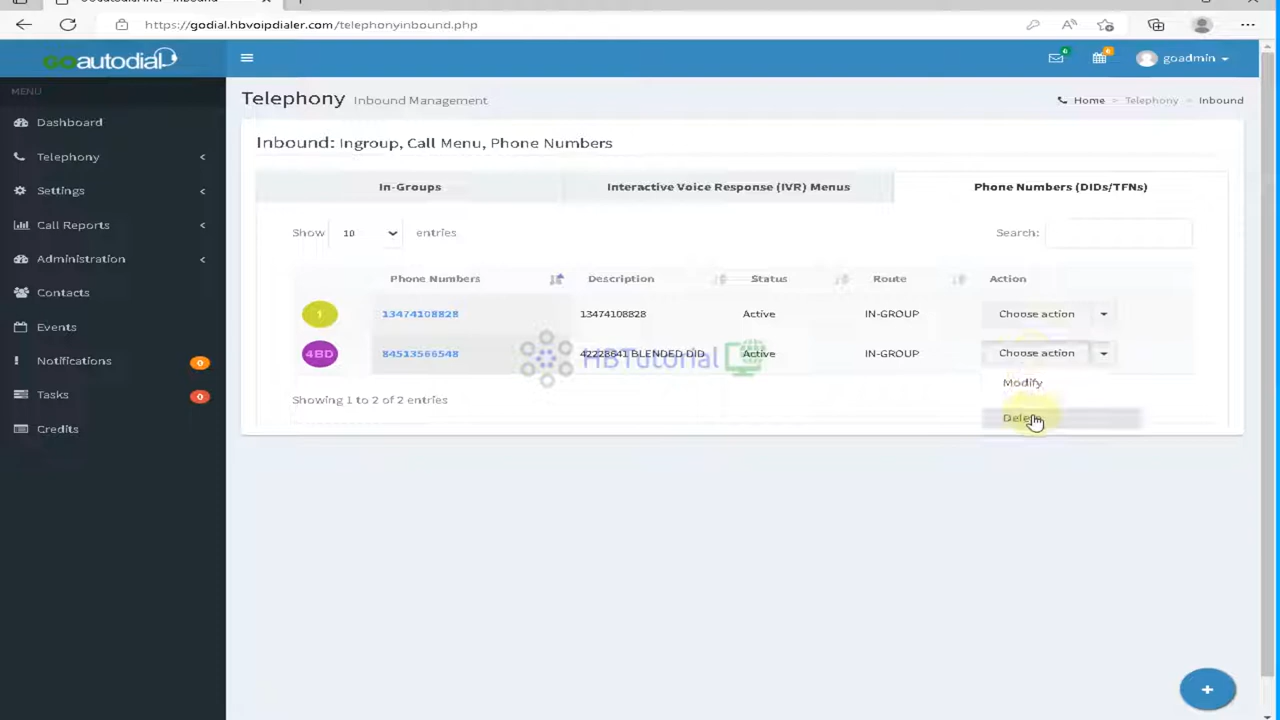 https://godial.hbvoipdialer.com/telephonyinbound.php
GOautodial
goadmin
MENU
Telephony Inbound Management
Home > Telephony > Inbound
Dashboard
Telephony
Settings
Call Reports
Administration
Contacts
Events
Notifications 0
Tasks 0
Credits
Inbound: Ingroup, Call Menu, Phone Numbers
In-Groups
Interactive Voice Response (IVR) Menus
Phone Numbers (DIDs/TFNs)
Show 10 entries
Search:
Phone Numbers Description Status Route Action
1 13474108828 13474108828 Active IN-GROUP Choose action
4BD 84513566548 42228641 BLENDED DID Active IN-GROUP Choose action
HBTutorial
Modify
Delete
Showing 1 to 2 of 2 entries